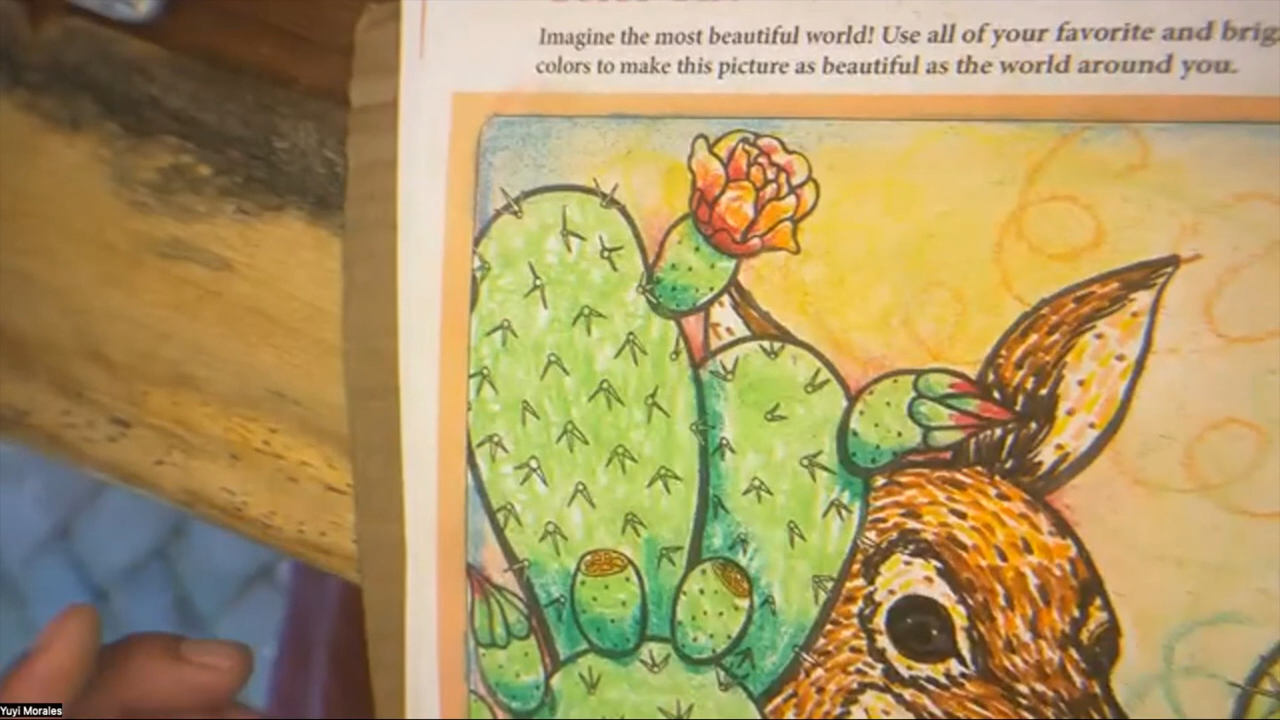 Imagine the most beautiful world! Use all of your favorite and
colors to make this picture as beautiful as the world around you.
Yuyi Morales